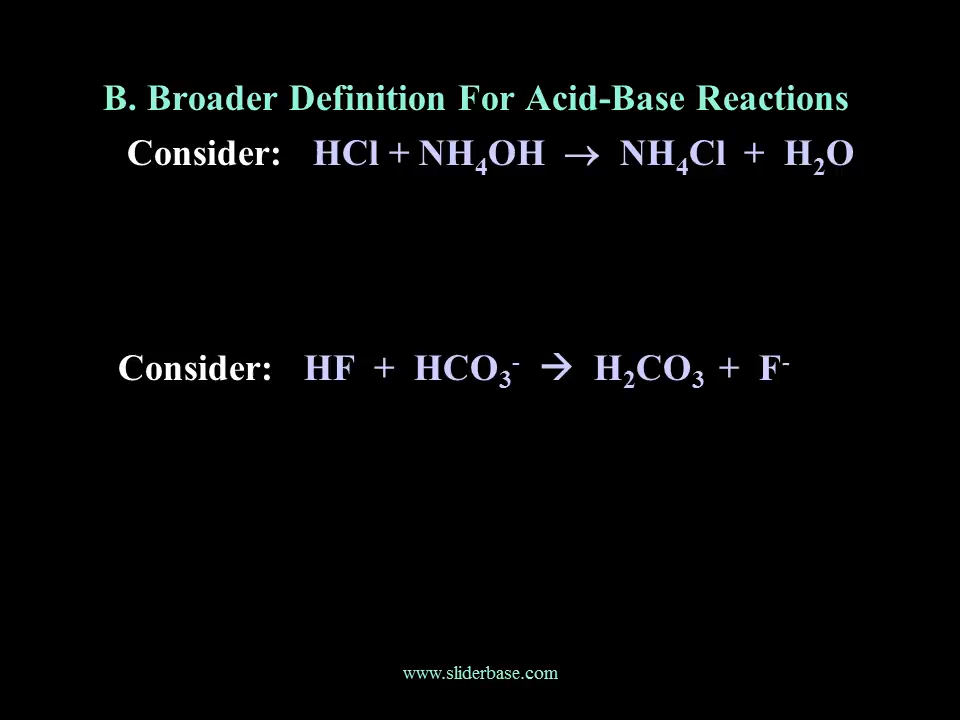 B. Broader Definition For Acid-Base Reactions
Consider: HCl + NH₄OH → NH₄Cl + H₂O
Consider: HF + HCO₃⁻ → H₂CO₃ + F⁻
www.sliderbase.com